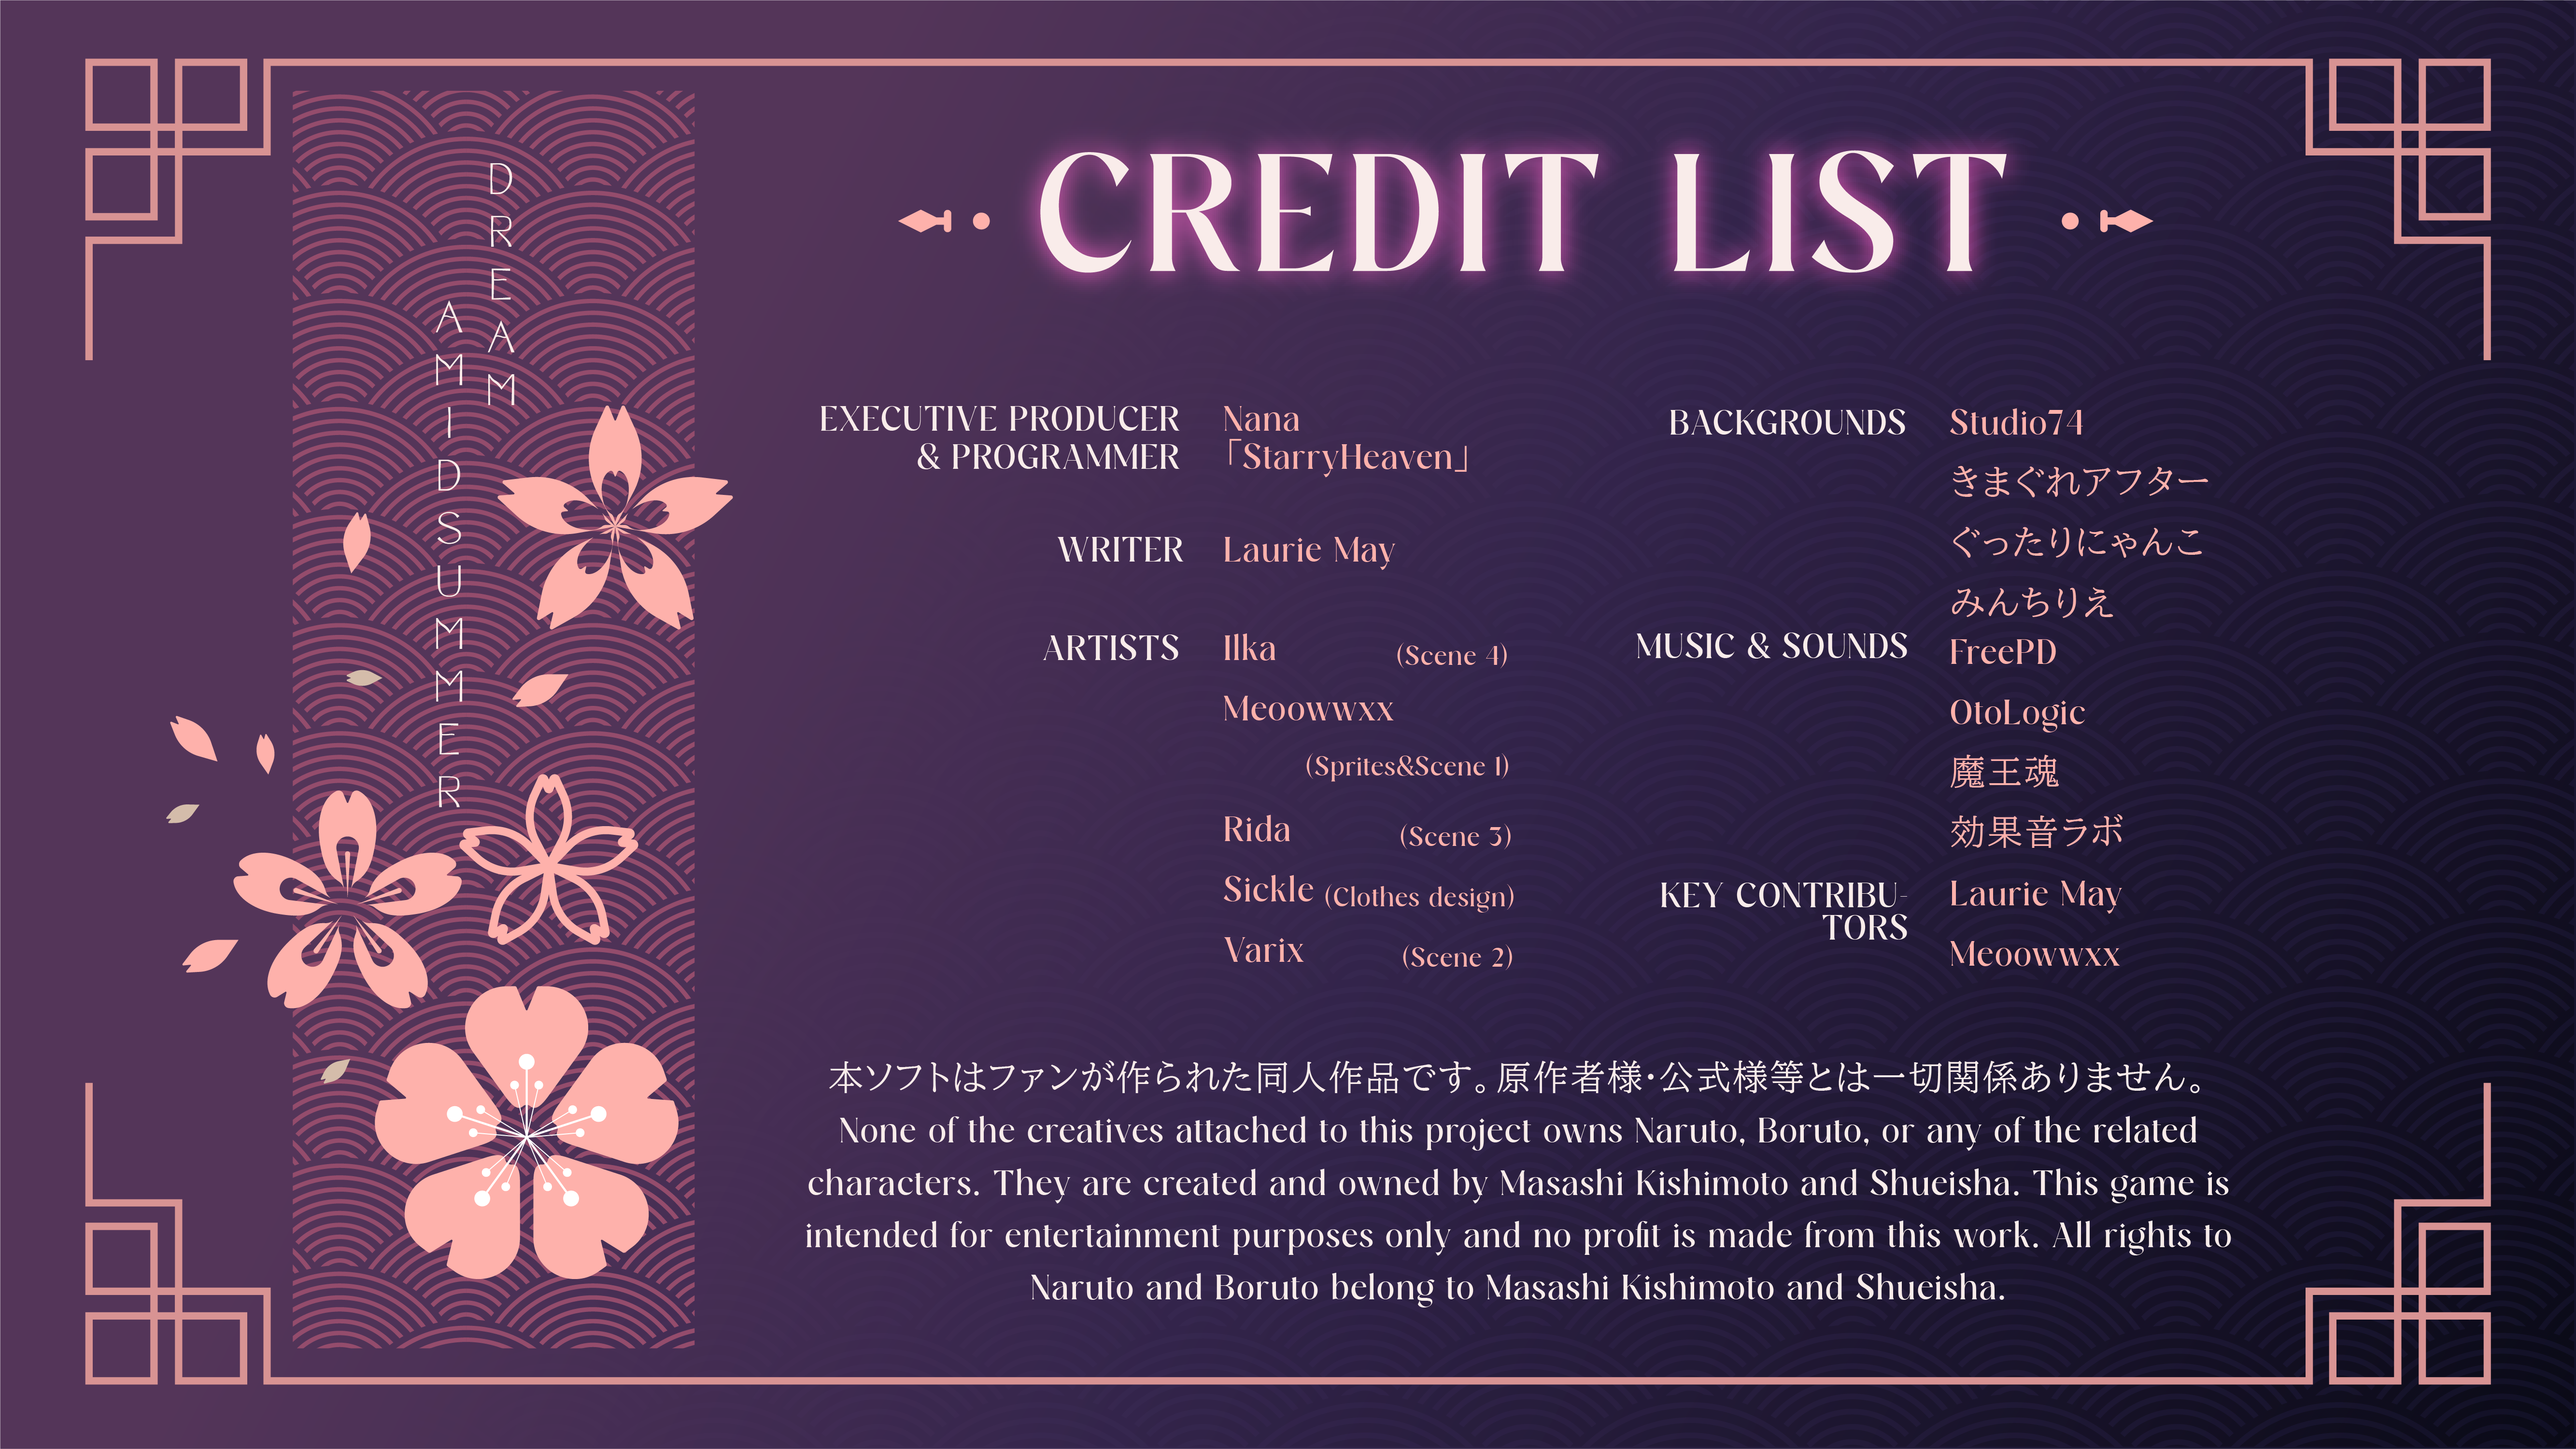 DREAM
AMIDSUMMER
CREDIT LIST
EXECUTIVE PRODUCER
& PROGRAMMER
Nana
「StarryHeaven」
WRITER
Laurie May
ARTISTS
Ilka (Scene 4)
Meoowwxx
(Sprites&Scene 1)
Rida (Scene 3)
Sickle (Clothes design)
Varix (Scene 2)
BACKGROUNDS
Studio74
きまぐれアフター
ぐったりにゃんこ
みんちりえ
MUSIC & SOUNDS
FreePD
OtoLogic
魔王魂
効果音ラボ
KEY CONTRIBU-
TORS
Laurie May
Meoowwxx
本ソフトはファンが作られた同人作品です。原作者様・公式様等とは一切関係ありません。
None of the creatives attached to this project owns Naruto, Boruto, or any of the related
characters. They are created and owned by Masashi Kishimoto and Shueisha. This game is
intended for entertainment purposes only and no profit is made from this work. All rights to
Naruto and Boruto belong to Masashi Kishimoto and Shueisha.